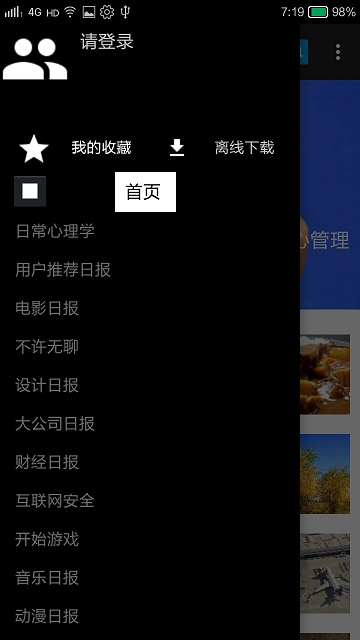 4G HD 7:19 98%
请登录
我的收藏 离线下载
首页
日常心理学
心管理
用户推荐日报
电影日报
不许无聊
设计日报
大公司日报
财经日报
互联网安全
开始游戏
音乐日报
动漫日报